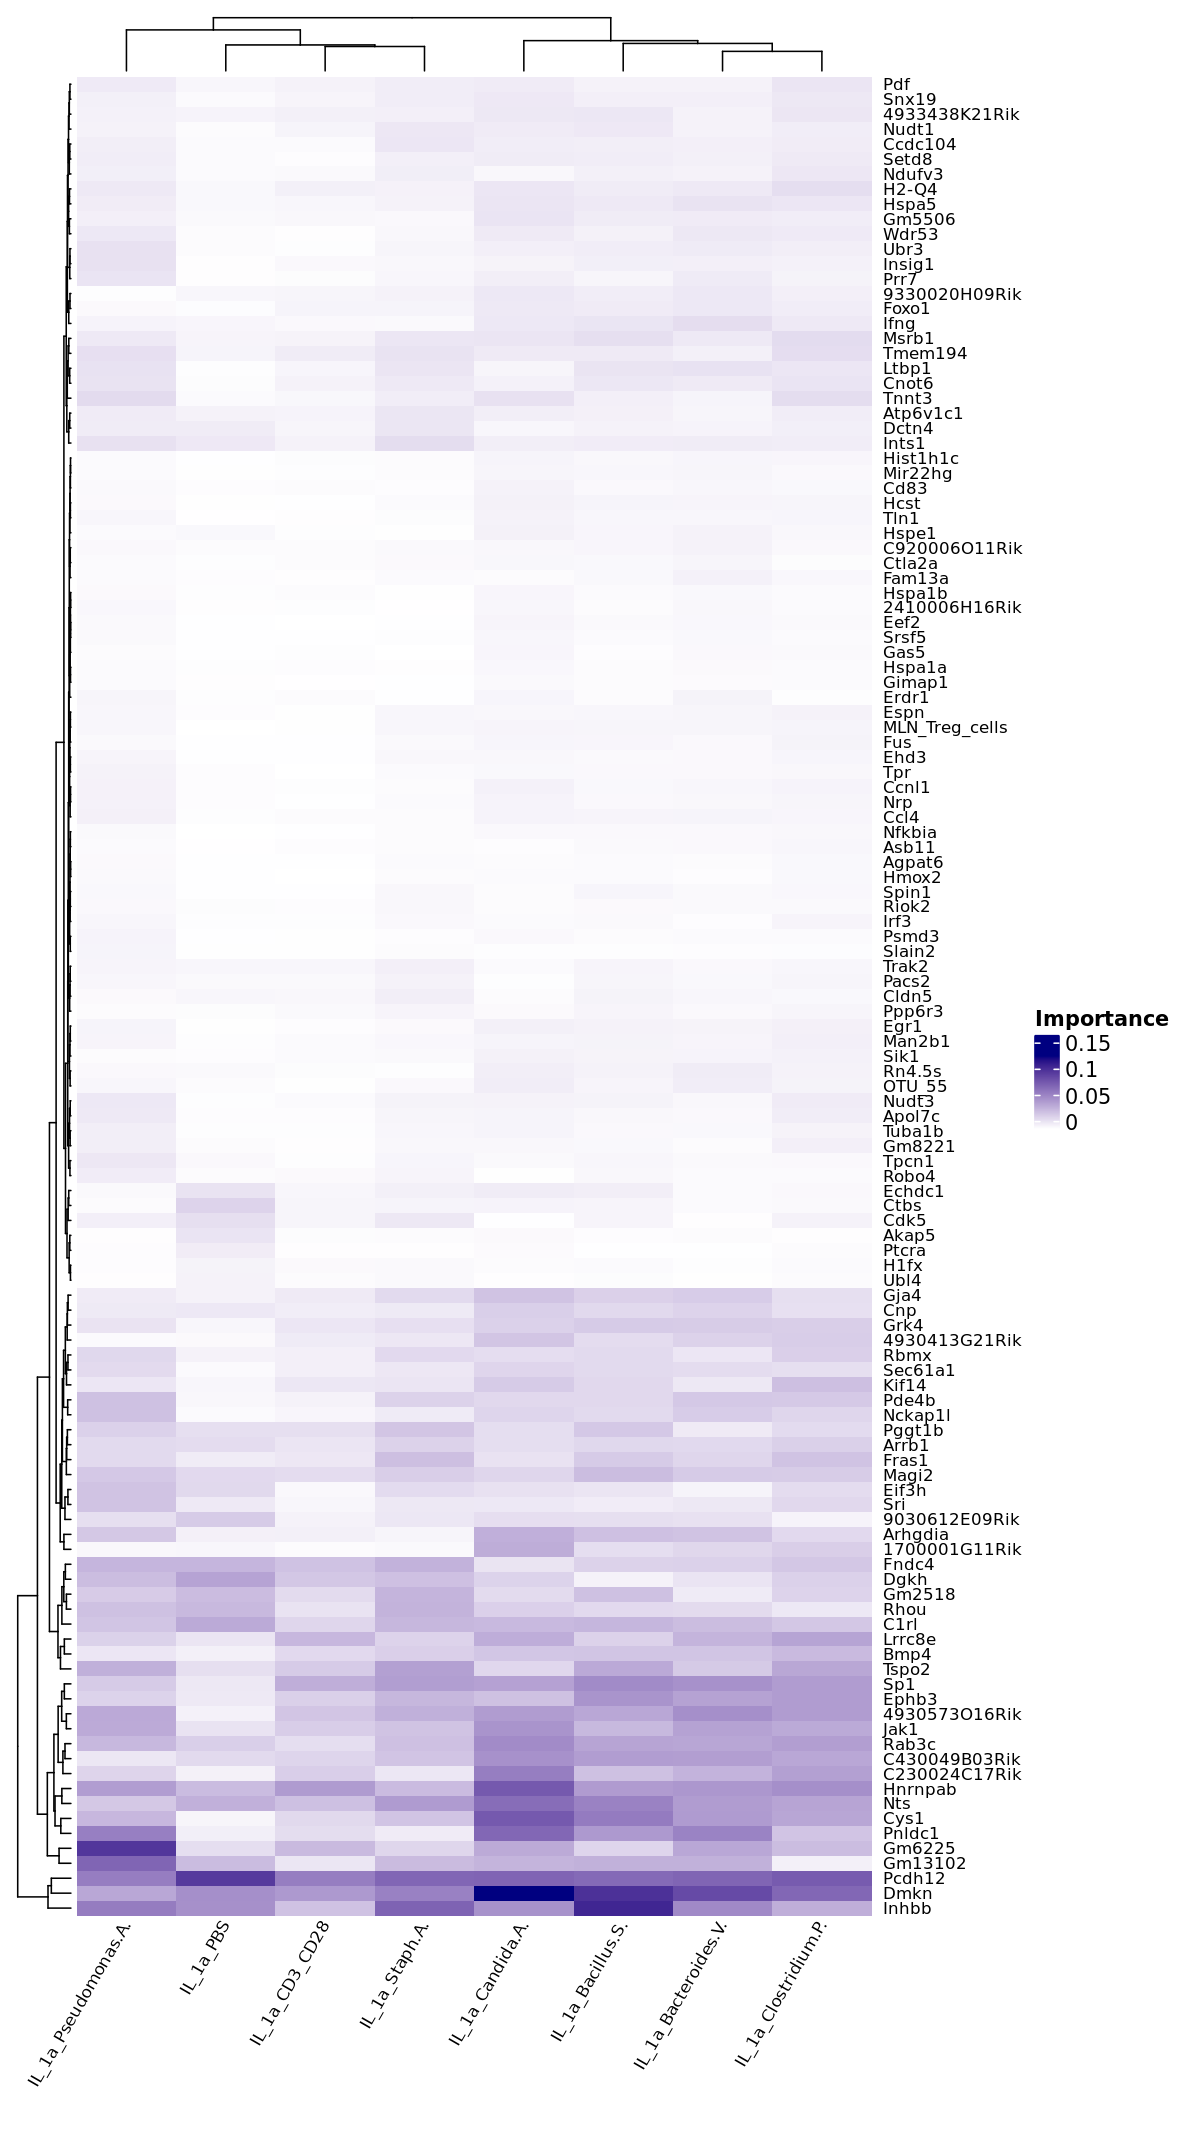 Pdf
Snx19
4933438K21Rik
Nudt1
Ccdc104
Setd8
Ndufv3
H2-Q4
Hspa5
Gm5506
Wdr53
Ubr3
Insig1
Prr7
9330020H09Rik
Foxo1
Ifng
Msrb1
Tmem194
Ltbp1
Cnot6
Tnnt3
Atp6v1c1
Dctn4
Ints1
Hist1h1c
Mir22hg
Cd83
Hcst
Tln1
Hspe1
C920006O11Rik
Ctla2a
Fam13a
Hspa1b
2410006H16Rik
Eef2
Srsf5
Gas5
Hspa1a
Gimap1
Erdr1
Espn
MLN_Treg_cells
Fus
Ehd3
Tpr
Ccnl1
Nrp
Ccl4
Nfkbia
Asb11
Agpat6
Hmox2
Spin1
Riok2
Irf3
Psmd3
Slain2
Trak2
Pacs2
Cldn5
Ppp6r3
Egr1
Man2b1
Sik1
Rn4.5s
OTU_55
Nudt3
Apol7c
Tuba1b
Gm8221
Tpcn1
Robo4
Echdc1
Ctbs
Cdk5
Akap5
Ptcra
H1fx
Ubl4
Gja4
Cnp
Grk4
4930413G21Rik
Rbmx
Sec61a1
Kif14
Pde4b
Nckap1l
Pggt1b
Arrb1
Fras1
Magi2
Eif3h
Sri
9030612E09Rik
Arhgdia
1700001G11Rik
Fndc4
Dgkh
Gm2518
Rhou
C1rl
Lrrc8e
Bmp4
Tspo2
Sp1
Ephb3
4930573O16Rik
Jak1
Rab3c
C430049B03Rik
C230024C17Rik
Hnrnpab
Nts
Cys1
Pnldc1
Gm6225
Gm13102
Pcdh12
Dmkn
Inhbb
Importance
0.15
0.1
0.05
0
IL_1a_Pseudomonas.A.
IL_1a_PBS
IL_1a_CD3_CD28
IL_1a_Staph.A.
IL_1a_Candida.A.
IL_1a_Bacillus.S.
IL_1a_Bacteroides.V.
IL_1a_Clostridium.P.